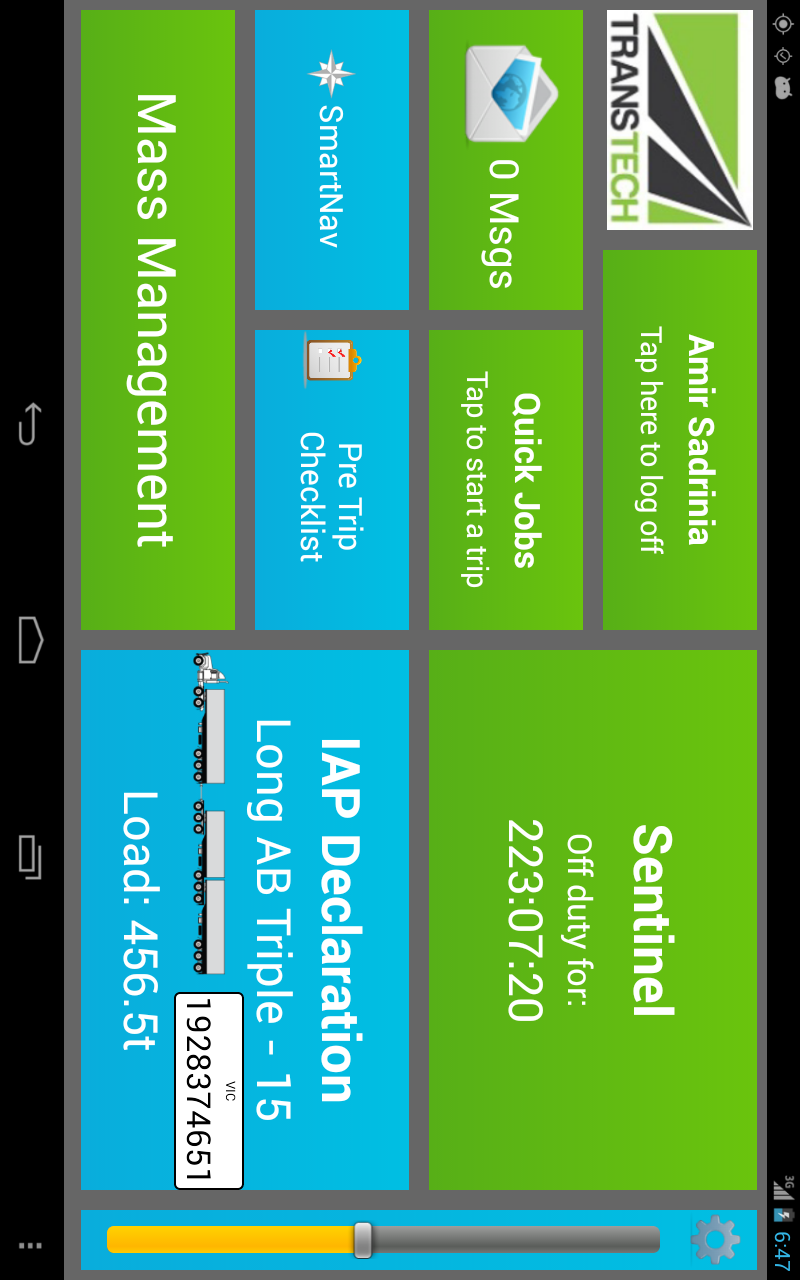 3G
6:47
TRANSTECH
Amir Sadrinia
Tap here to log off
Sentinel
Off duty for:
223:07:20
0 Msgs
Quick Jobs
Tap to start a trip
SmartNav
Pre Trip
Checklist
IAP Declaration
Long AB Triple - 15
VIC
1928374651
Load: 456.5t
Mass Management